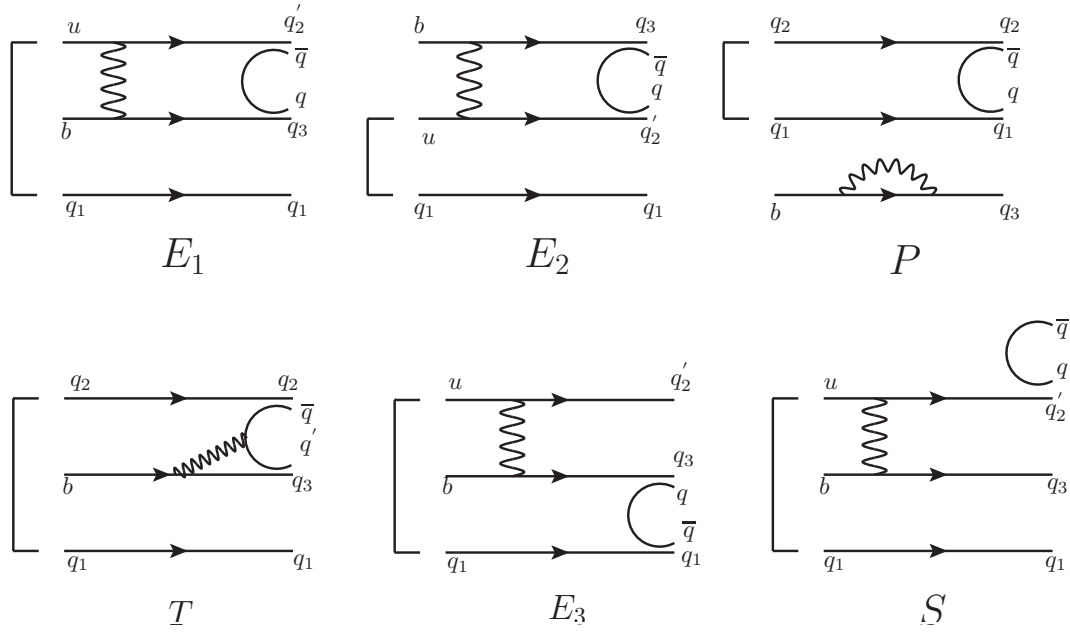 u q₂′ q̅
q
b q₃
q₁ q₁
E₁
b q₃ q̅
q
u q₂′
q₁ q₁
E₂
q₂ q₂ q̅
q
q₁ q₁
b q₃
P
q₂ q₂ q̅
q′
b q₃
q₁ q₁
T
u q₂′
q₃
b q
q̅
q₁ q₁
E₃
q̅
q
u q₂′
b q₃
q₁ q₁
S